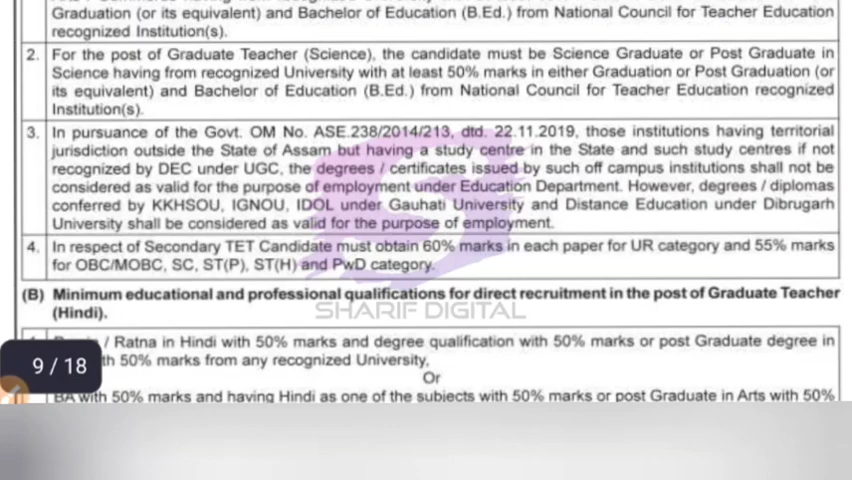 Graduation (or its equivalent) and Bachelor of Education (B.Ed.) from National Council for Teacher Education
recognized Institution(s).
2. For the post of Graduate Teacher (Science), the candidate must be Science Graduate or Post Graduate in
Science having from recognized University with at least 50% marks in either Graduation or Post Graduation (or
its equivalent) and Bachelor of Education (B.Ed.) from National Council for Teacher Education recognized
Institution(s).
3. In pursuance of the Govt. OM No. ASE.238/2014/213, dtd. 22.11.2019, those institutions having territorial
jurisdiction outside the State of Assam but having a study centre in the State and such study centres if not
recognized by DEC under UGC, the degrees / certificates issued by such off campus institutions shall not be
considered as valid for the purpose of employment under Education Department. However, degrees / diplomas
conferred by KKHSOU, IGNOU, IDOL under Gauhati University and Distance Education under Dibrugarh
University shall be considered as valid for the purpose of employment.
4. In respect of Secondary TET Candidate must obtain 60% marks in each paper for UR category and 55% marks
for OBC/MOBC, SC, ST(P), ST(H) and PwD category.
(B) Minimum educational and professional qualifications for direct recruitment in the post of Graduate Teacher
(Hindi).
SHARIF DIGITAL
/ Ratna in Hindi with 50% marks and degree qualification with 50% marks or post Graduate degree in
50% marks from any recognized University,
9 / 18
Or
BA with 50% marks and having Hindi as one of the subjects with 50% marks or post Graduate in Arts with 50%